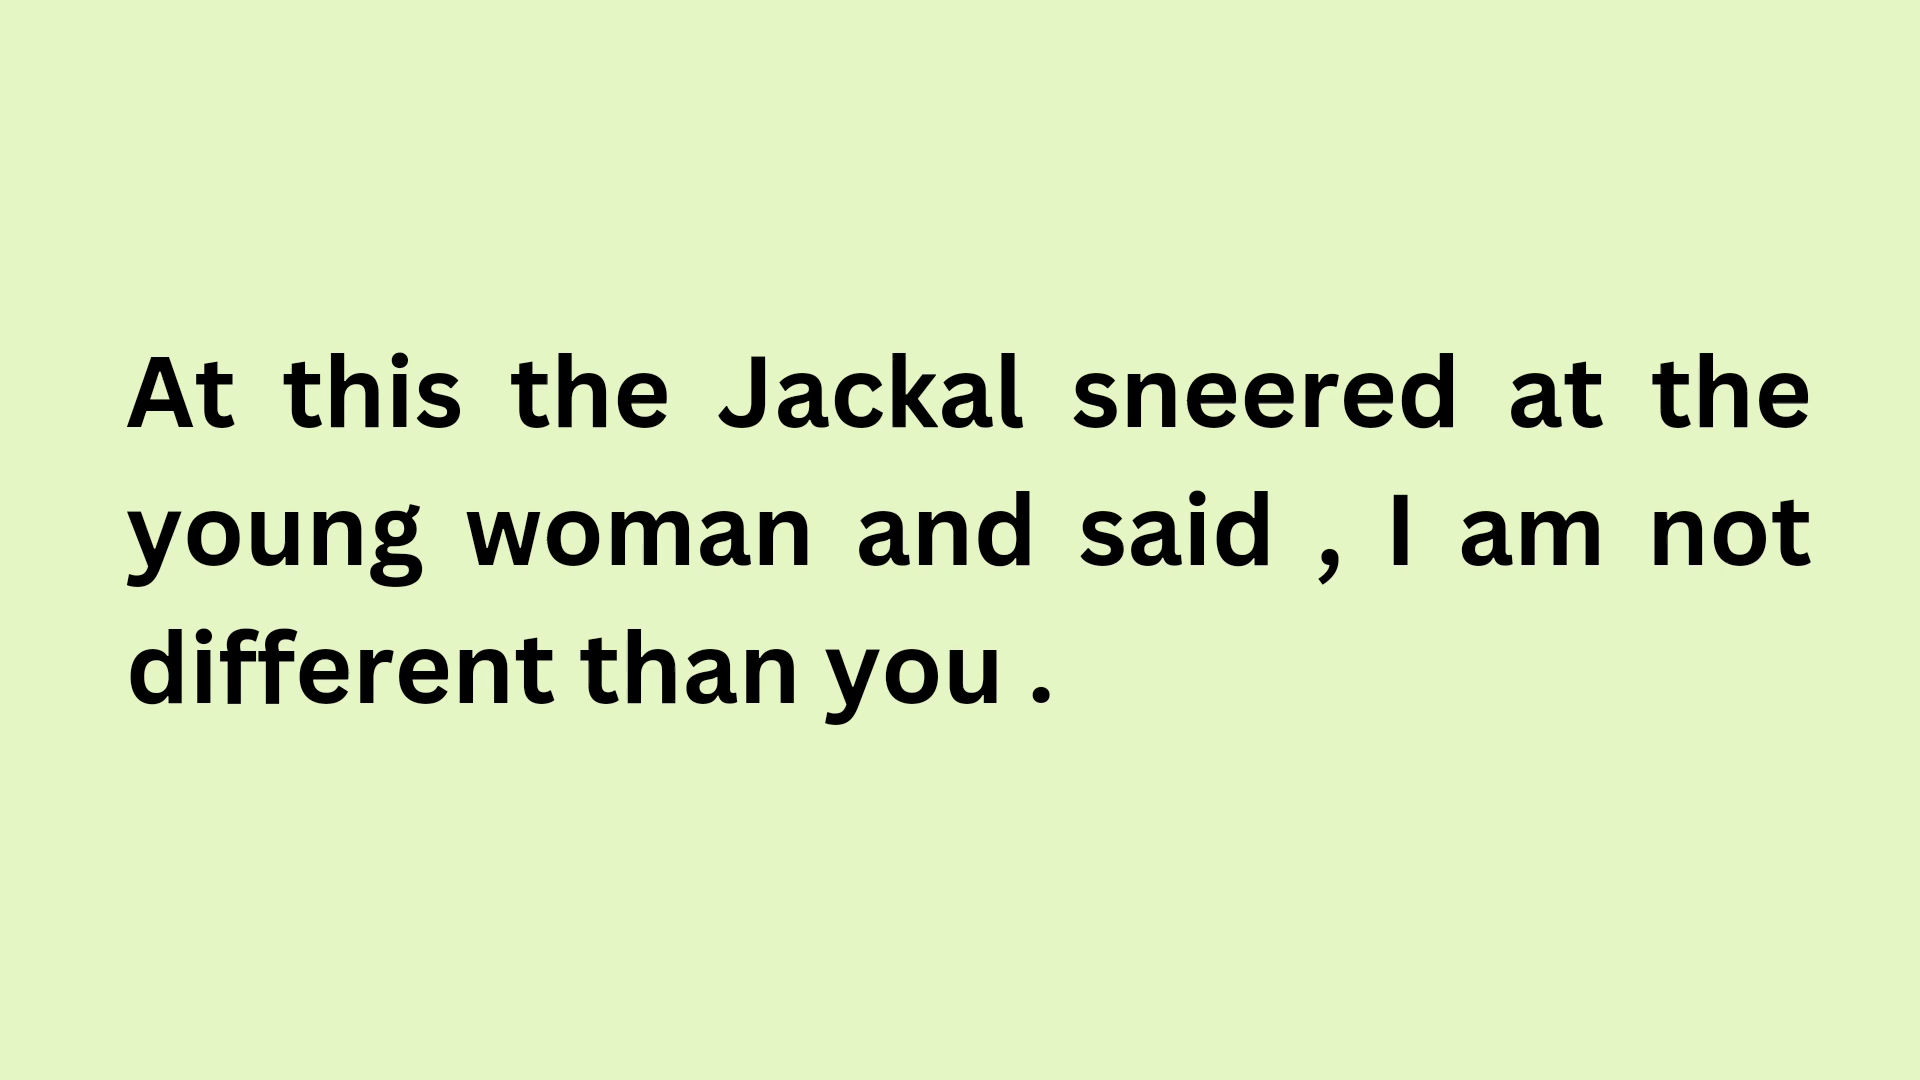 At this the Jackal sneered at the
young woman and said , I am not
different than you .